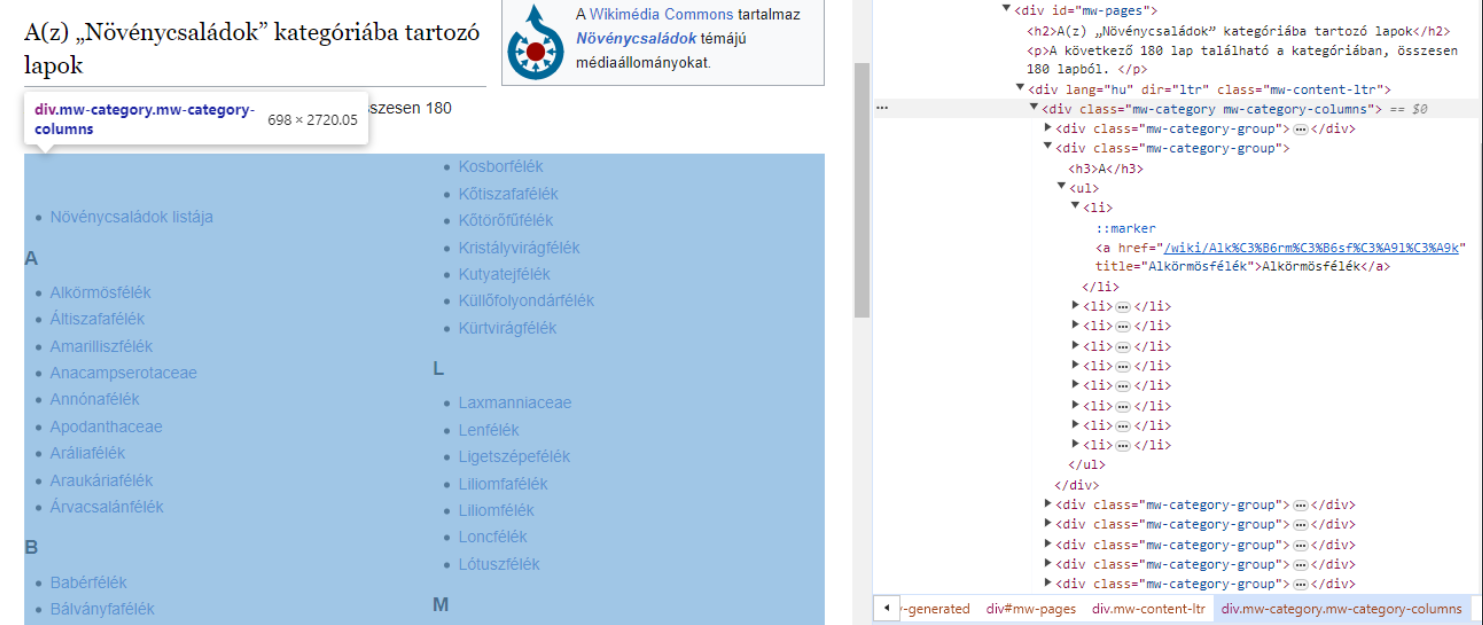 A(z) „Növénycsaládok” kategóriába tartozó
lapok
A Wikimédia Commons tartalmaz
Növénycsaládok témájú
médiaállományokat.
div.mw-category.mw-category-
columns
698 × 2720.05
sszesen 180
Növénycsaládok listája
A
Alkörmösfélék
Áltiszafafélék
Amarilliszfélék
Anacampserotaceae
Annónafélék
Apodanthaceae
Aráliafélék
Araukáriafélék
Árvacsalánfélék
B
Babérfélék
Bálványfafélék
Kosborfélék
Kőtiszafafélék
Kőtörőfűfélék
Kristályvirágfélék
Kutyatejfélék
Küllőfolyondárfélék
Kürtvirágfélék
L
Laxmanniaceae
Lenfélék
Ligetszépefélék
Liliomfafélék
Liliomfélék
Loncfélék
Lótuszfélék
M
<div id="mw-pages">
<h2>A(z) „Növénycsaládok” kategóriába tartozó lapok</h2>
<p>A következő 180 lap található a kategóriában, összesen
180 lapból. </p>
<div lang="hu" dir="ltr" class="mw-content-ltr">
<div class="mw-category mw-category-columns"> == $0
<div class="mw-category-group">…</div>
<div class="mw-category-group">
<h3>A</h3>
<ul>
<li>
::marker
<a href="/wiki/Alk%C3%B6rm%C3%B6sf%C3%A9l%C3%A9k"
title="Alkörmösfélék">Alkörmösfélék</a>
</li>
<li>…</li>
<li>…</li>
<li>…</li>
<li>…</li>
<li>…</li>
<li>…</li>
<li>…</li>
<li>…</li>
</ul>
</div>
<div class="mw-category-group">…</div>
<div class="mw-category-group">…</div>
<div class="mw-category-group">…</div>
<div class="mw-category-group">…</div>
<div class="mw-category-group">…</div>
-generated div#mw-pages div.mw-content-ltr div.mw-category.mw-category-columns